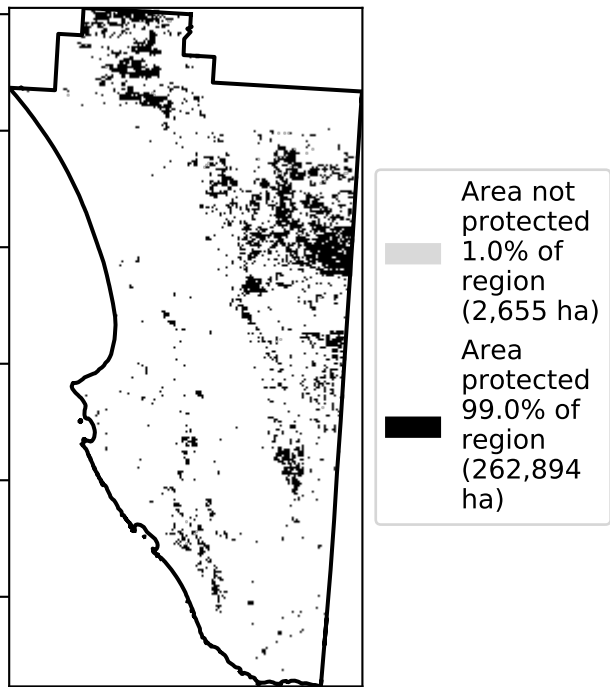 Area not
protected
1.0% of
region
(2,655 ha)
Area
protected
99.0% of
region
(262,894
ha)